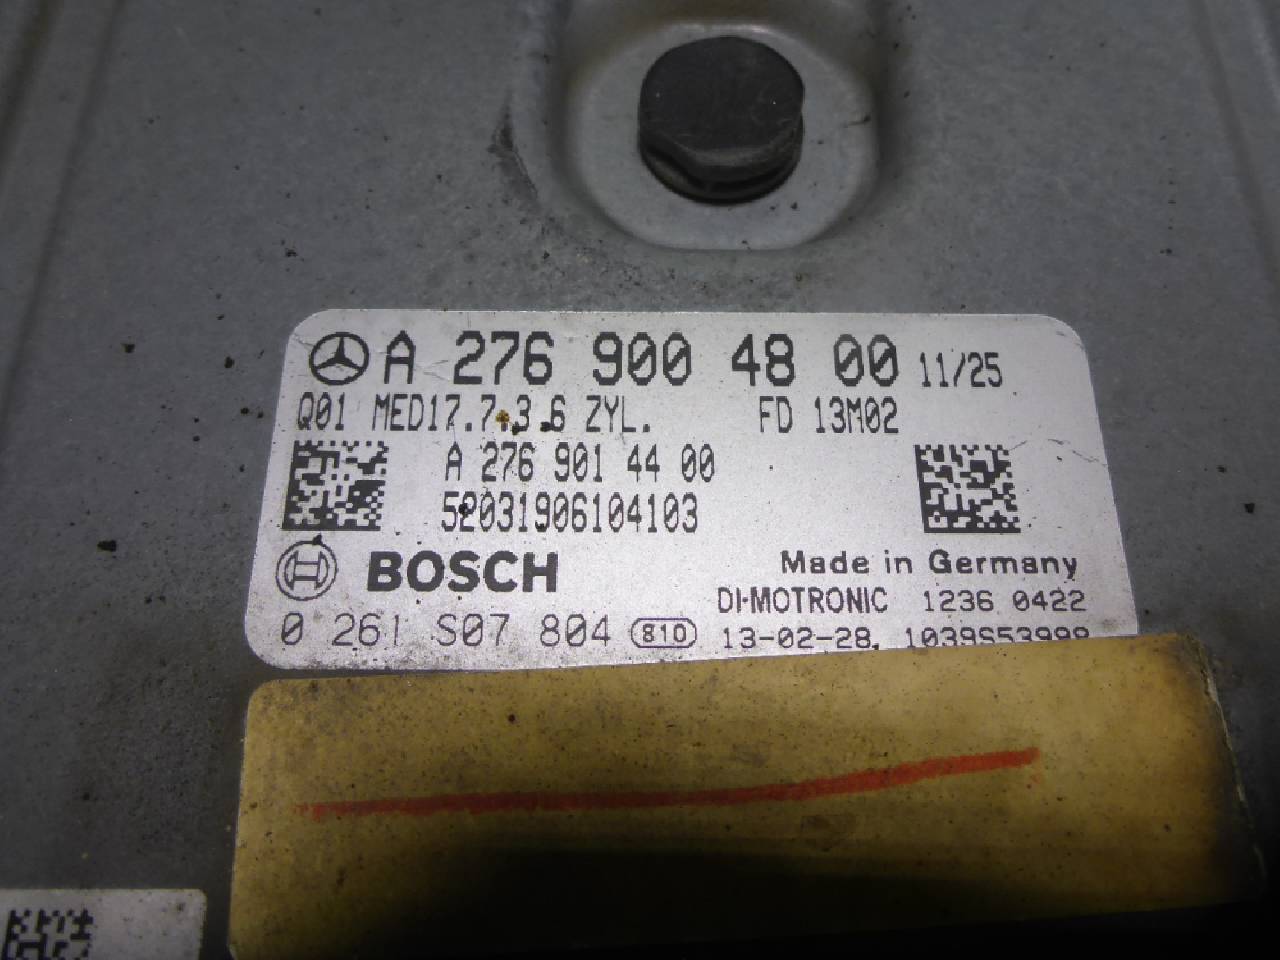 A 276 900 48 00 11/25
Q01 MED17.7.3.6 ZYL. FD 13M02
A 276 901 44 00
52031906104103
BOSCH Made in Germany
DI-MOTRONIC 1236 0422
0 261 S07 804 810 13-02-28, 1039S53998